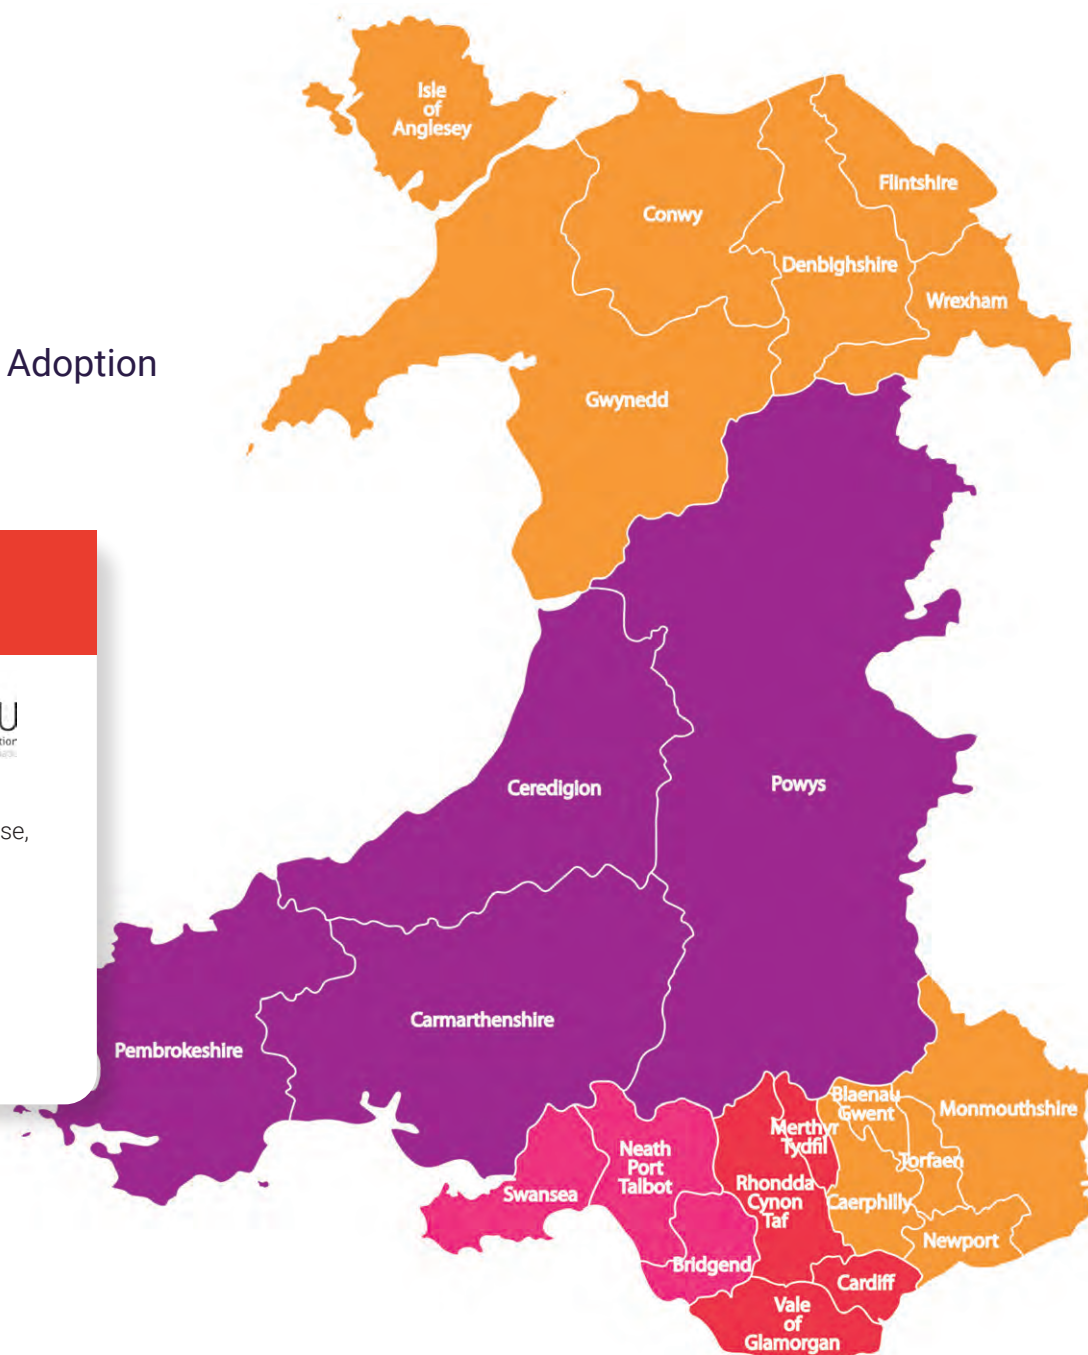 Isle
of
Anglesey
Flintshire
Conwy
Denbighshire
Wrexham
Adoption
Gwynedd
U
se,
Ceredigion
Powys
Carmarthenshire
Pembrokeshire
Blaenau
Gwent
Monmouthshire
Merthyr
Tydfil
Neath
Port
Talbot
Torfaen
Swansea
Rhondda
Cynon
Taf
Caerphilly
Newport
Bridgend
Cardiff
Vale
of
Glamorgan